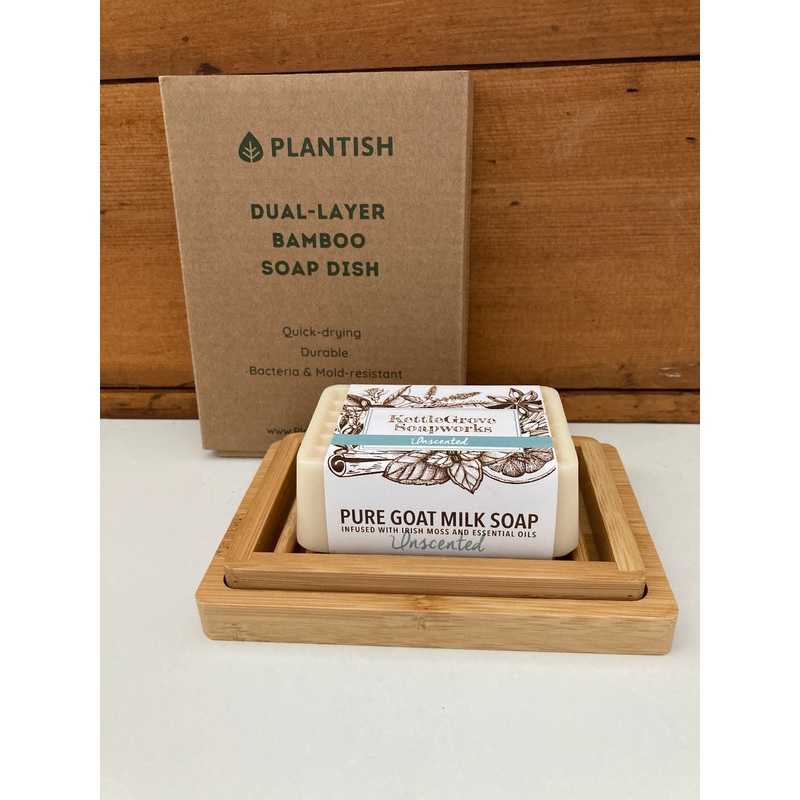 PLANTISH
DUAL-LAYER
BAMBOO
SOAP DISH
Quick-drying
Durable
Bacteria & Mold-resistant
KettleGrove
Soapworks
Unscented
PURE GOAT MILK SOAP
INFUSED WITH IRISH MOSS AND ESSENTIAL OILS
Unscented